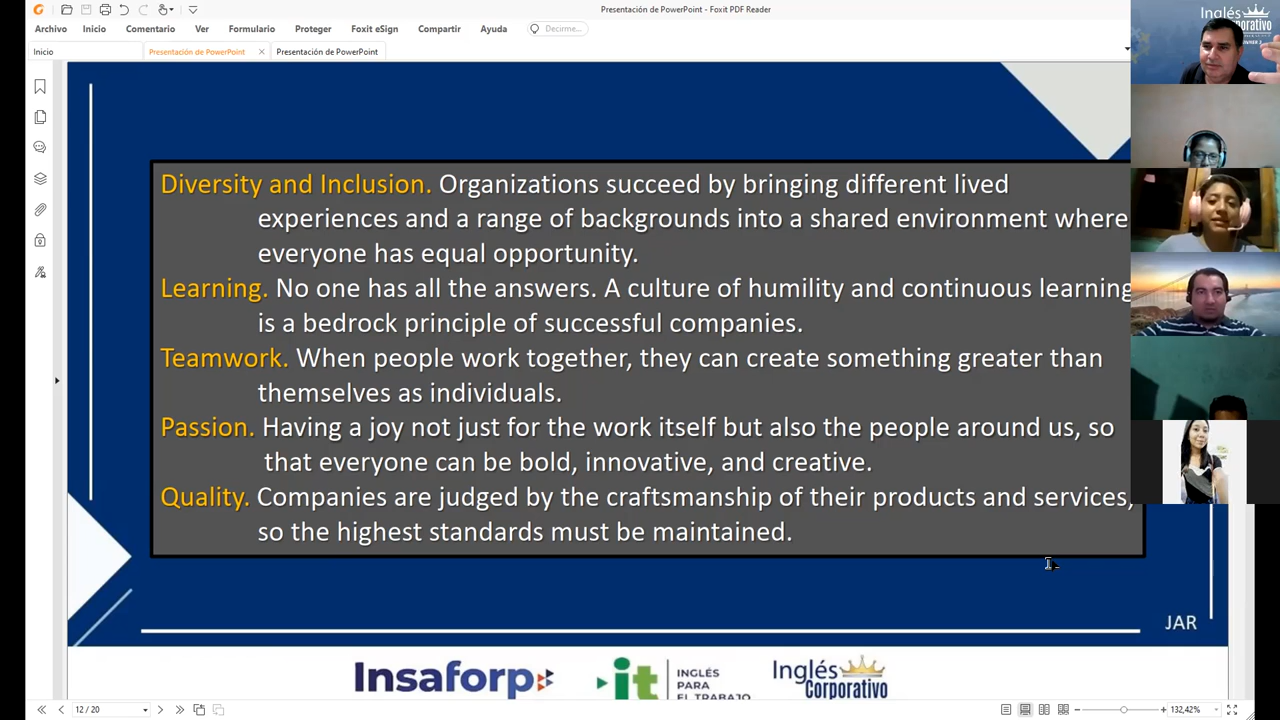 Presentación de PowerPoint - Foxit PDF Reader
Archivo Inicio Comentario Ver Formulario Proteger Foxit eSign Compartir Ayuda Decirme...
Inicio Presentación de PowerPoint Presentación de PowerPoint
Inglés
Corporativo
Diversity and Inclusion. Organizations succeed by bringing different lived
experiences and a range of backgrounds into a shared environment where
everyone has equal opportunity.
Learning. No one has all the answers. A culture of humility and continuous learning
is a bedrock principle of successful companies.
Teamwork. When people work together, they can create something greater than
themselves as individuals.
Passion. Having a joy not just for the work itself but also the people around us, so
that everyone can be bold, innovative, and creative.
Quality. Companies are judged by the craftsmanship of their products and services,
so the highest standards must be maintained.
JAR
Insaforp
it
INGLÉS
PARA
EL TRABAJO
Inglés
Corporativo
12 / 20
132,42%